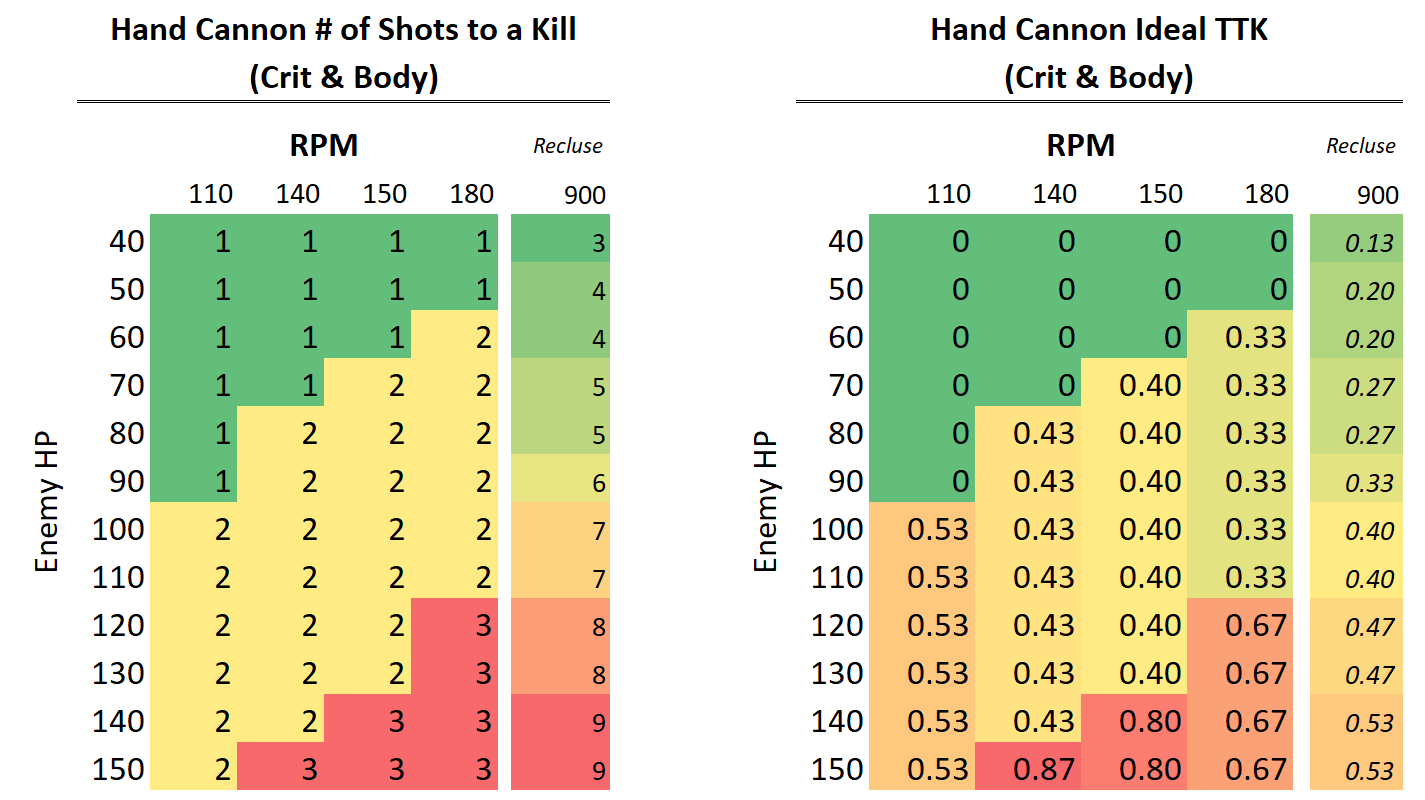 Hand Cannon # of Shots to a Kill
(Crit & Body)
RPM Recluse
110 140 150 180 900
Enemy HP
40 1 1 1 1 3
50 1 1 1 1 4
60 1 1 1 2 4
70 1 1 2 2 5
80 1 2 2 2 5
90 1 2 2 2 6
100 2 2 2 2 7
110 2 2 2 2 7
120 2 2 2 3 8
130 2 2 2 3 8
140 2 2 3 3 9
150 2 3 3 3 9
Hand Cannon Ideal TTK
(Crit & Body)
RPM Recluse
110 140 150 180 900
Enemy HP
40 0 0 0 0 0.13
50 0 0 0 0 0.20
60 0 0 0 0.33 0.20
70 0 0 0.40 0.33 0.27
80 0 0.43 0.40 0.33 0.27
90 0 0.43 0.40 0.33 0.33
100 0.53 0.43 0.40 0.33 0.40
110 0.53 0.43 0.40 0.33 0.40
120 0.53 0.43 0.40 0.67 0.47
130 0.53 0.43 0.40 0.67 0.47
140 0.53 0.43 0.80 0.67 0.53
150 0.53 0.87 0.80 0.67 0.53